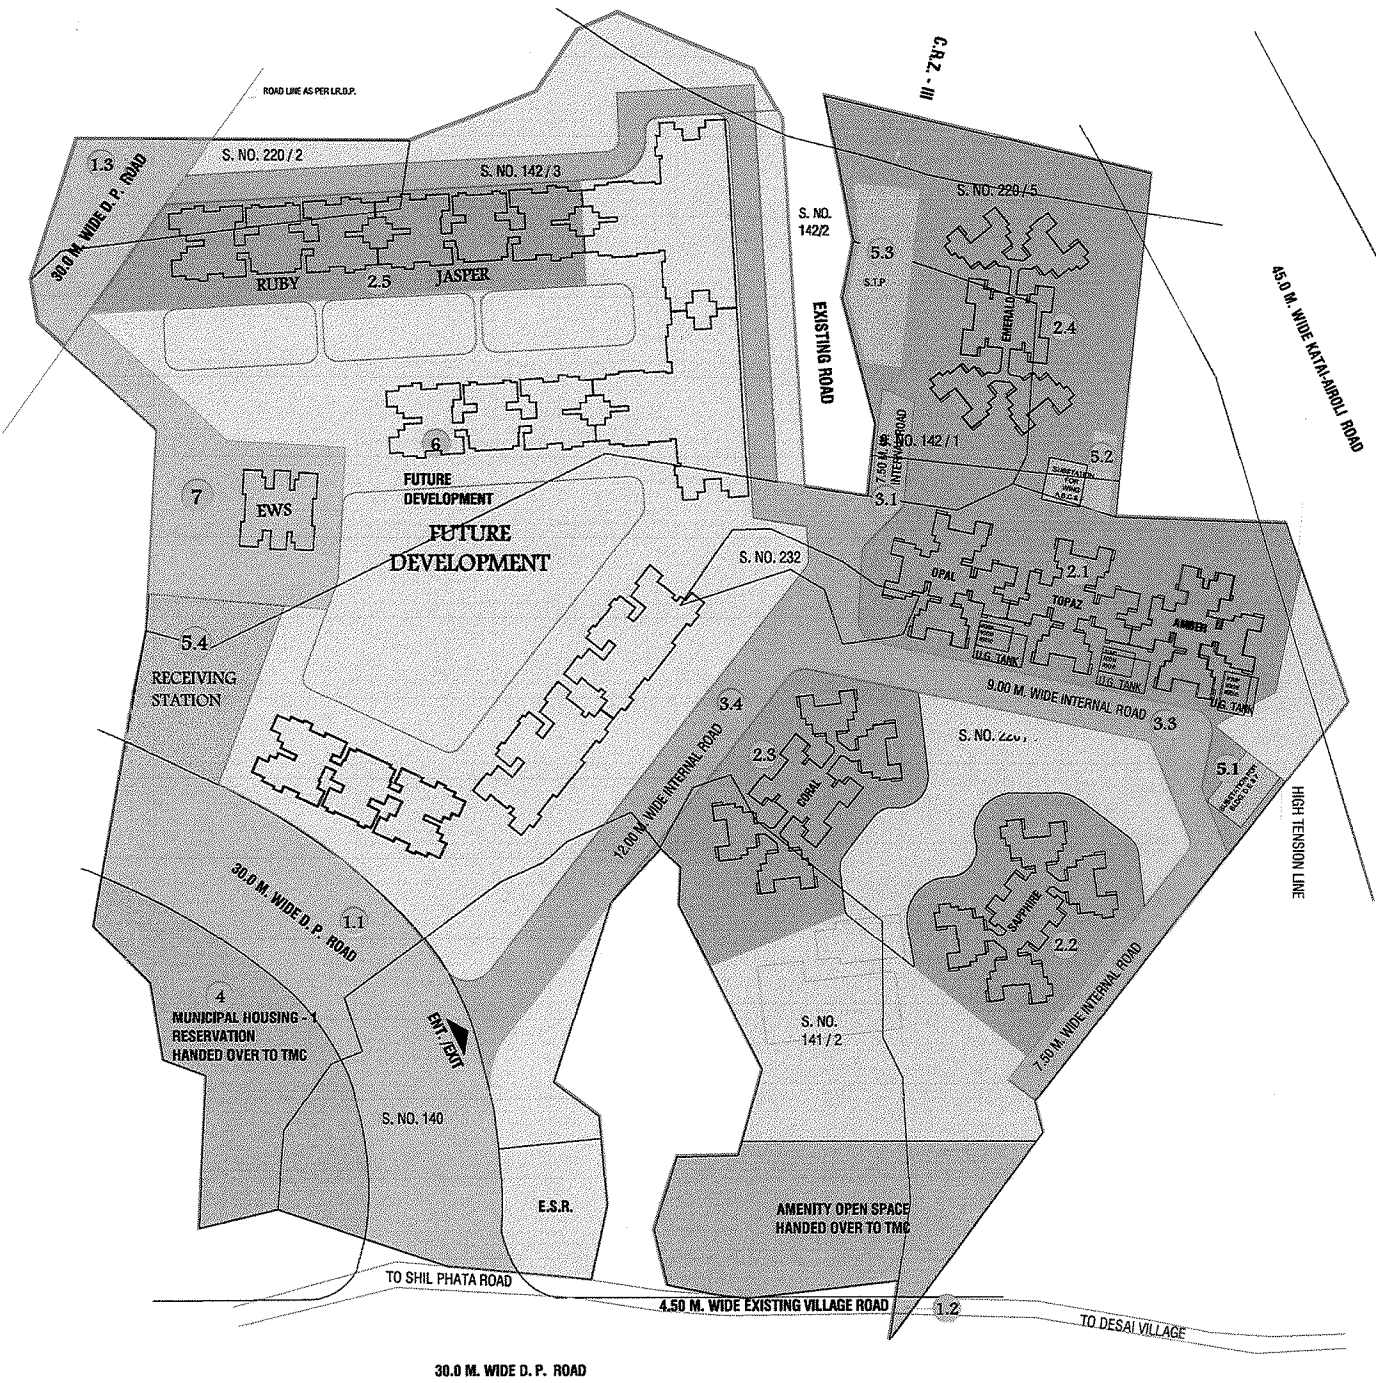 C.R.Z. - III
ROAD LINE AS PER I.R.D.P.
1.3
S. NO. 220 / 2
S. NO. 142 / 3
30.0 M. WIDE D. P. ROAD
S. NO. 220 / 5
S. NO.
142/2
5.3
S.T.P
RUBY
2.5
JASPER
EMERALD
2.4
EXISTING ROAD
45.0 M. WIDE KATAI-AIROLI ROAD
6
S. NO. 142 / 1
7.50 M.
INTERNAL ROAD
5.2
SUBSTATION
FOR
WING
A.B.C.&
FUTURE
DEVELOPMENT
7
EWS
3.1
FUTURE
DEVELOPMENT
S. NO. 232
OPAL
2.1
TOPAZ
AMBER
U.G. TANK
U.G. TANK
U.G. TANK
5.4
RECEIVING
STATION
9.00 M. WIDE INTERNAL ROAD
3.3
3.4
S. NO.
2.3
CORAL
5.1
12.00 M. WIDE INTERNAL ROAD
HIGH TENSION LINE
30.0 M. WIDE D. P. ROAD
1.1
SAPPHIRE
2.2
7.50 M. WIDE INTERNAL ROAD
4
MUNICIPAL HOUSING - 1
RESERVATION
HANDED OVER TO TMC
ENT. /EXIT
S. NO.
141 / 2
S. NO. 140
E.S.R.
AMENITY OPEN SPACE
HANDED OVER TO TMC
TO SHIL PHATA ROAD
4.50 M. WIDE EXISTING VILLAGE ROAD
1.2
TO DESAI VILLAGE
30.0 M. WIDE D. P. ROAD